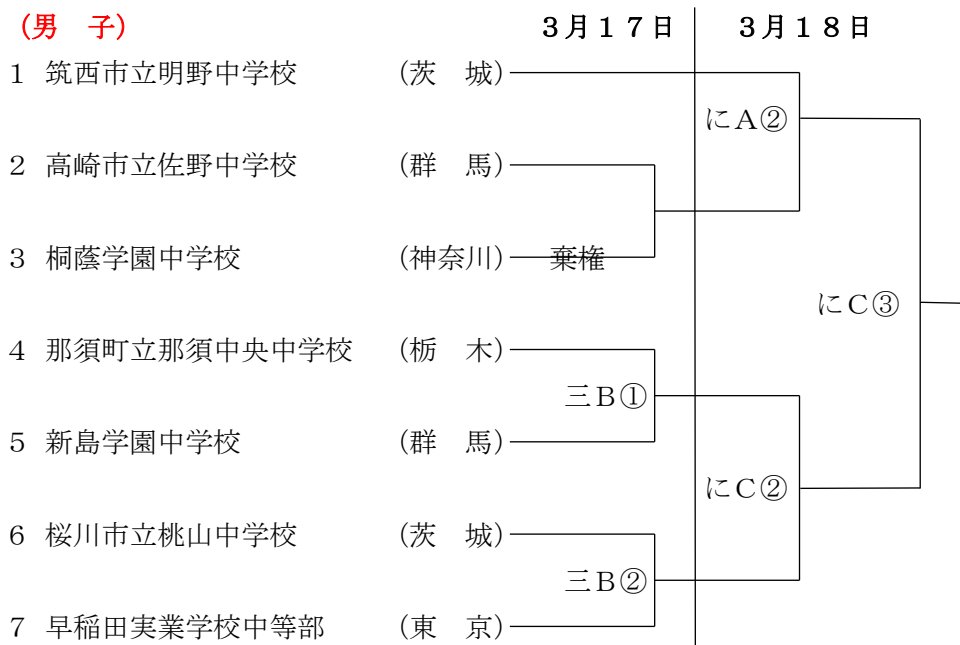 （男　子） ３月１７日 ３月１８日
1 筑西市立明野中学校 （茨　城）
にＡ②
2 高崎市立佐野中学校 （群　馬）
3 桐蔭学園中学校 （神奈川） 棄権
にＣ③
4 那須町立那須中央中学校 （栃　木）
三Ｂ①
5 新島学園中学校 （群　馬）
にＣ②
6 桜川市立桃山中学校 （茨　城）
三Ｂ②
7 早稲田実業学校中等部 （東　京）